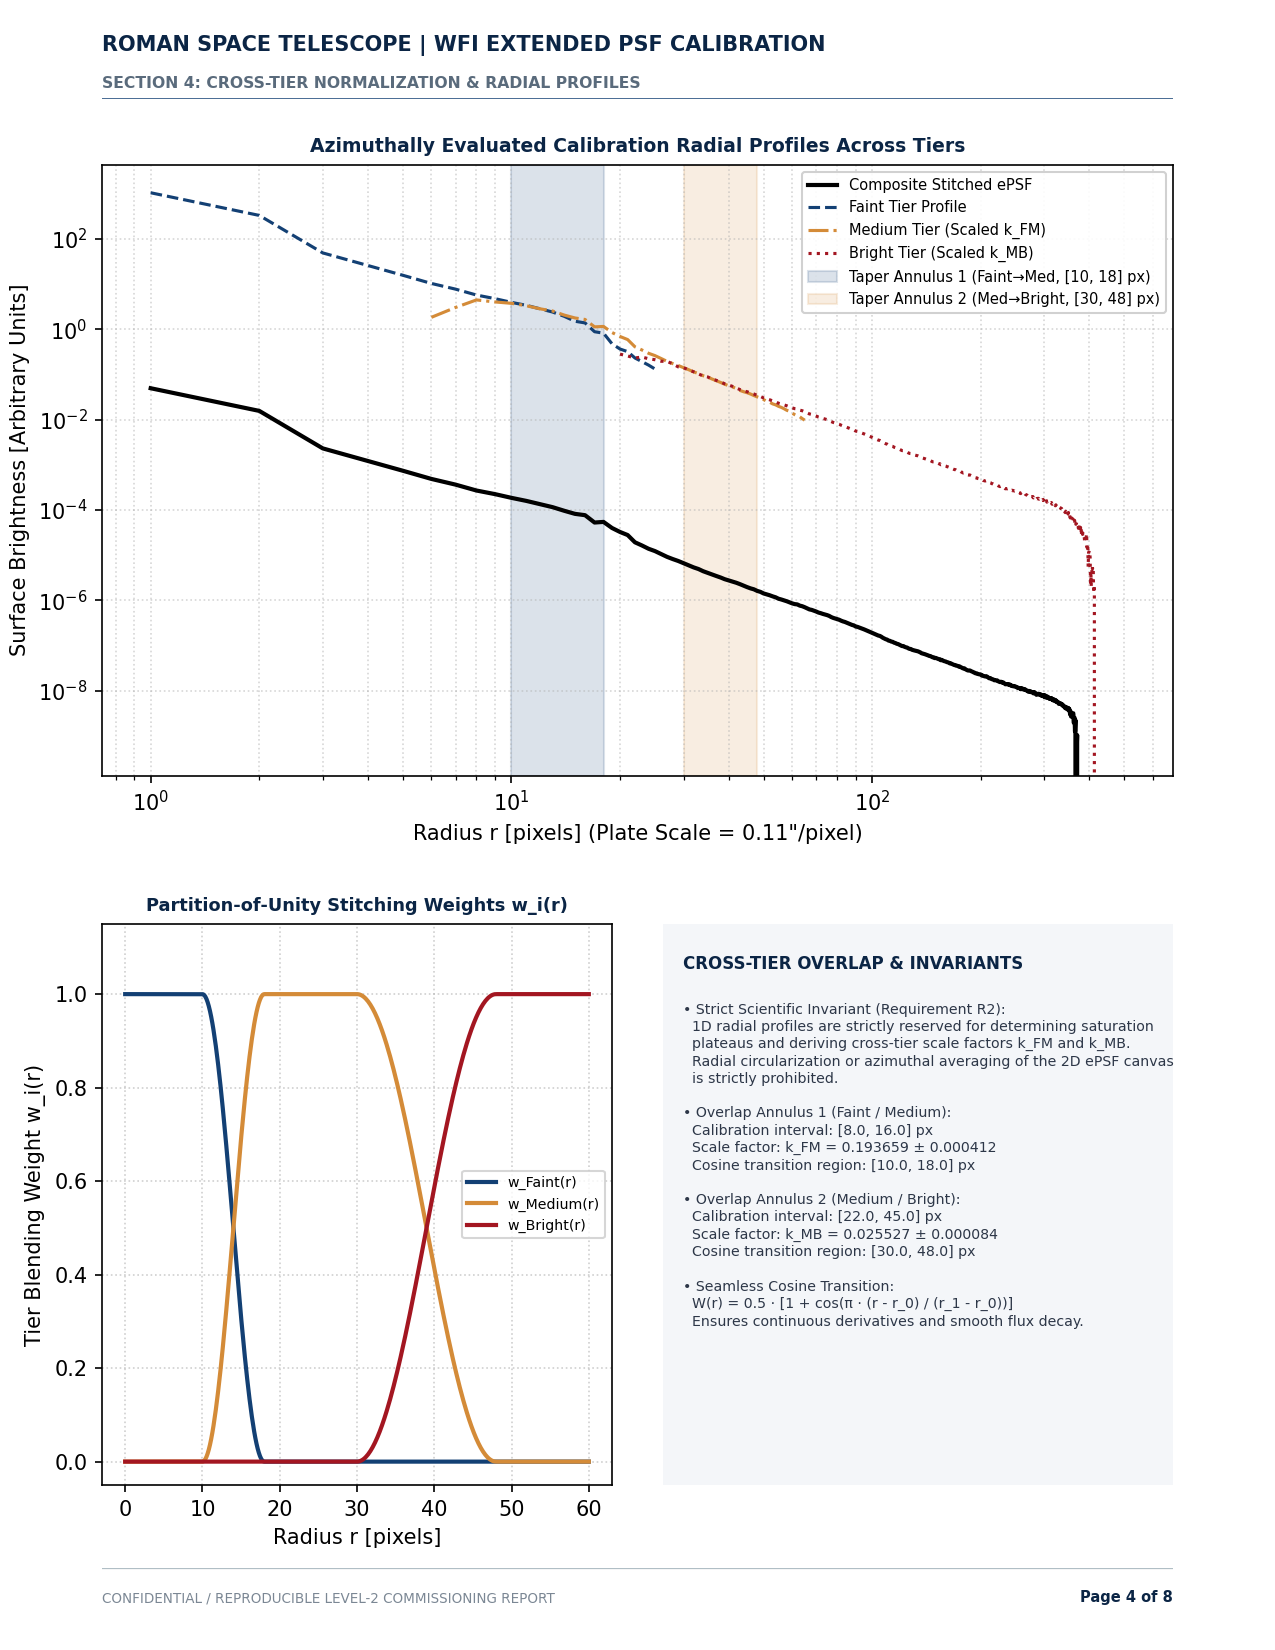 ROMAN SPACE TELESCOPE | WFI EXTENDED PSF CALIBRATION
SECTION 4: CROSS-TIER NORMALIZATION & RADIAL PROFILES
Azimuthally Evaluated Calibration Radial Profiles Across Tiers
Surface Brightness [Arbitrary Units]
10²
10⁰
10⁻²
10⁻⁴
10⁻⁶
10⁻⁸
Composite Stitched ePSF
Faint Tier Profile
Medium Tier (Scaled k_FM)
Bright Tier (Scaled k_MB)
Taper Annulus 1 (Faint→Med, [10, 18] px)
Taper Annulus 2 (Med→Bright, [30, 48] px)
10⁰ 10¹ 10²
Radius r [pixels] (Plate Scale = 0.11"/pixel)
Partition-of-Unity Stitching Weights w_i(r)
Tier Blending Weight w_i(r)
1.0
0.8
0.6
0.4
0.2
0.0
w_Faint(r)
w_Medium(r)
w_Bright(r)
0 10 20 30 40 50 60
Radius r [pixels]
CROSS-TIER OVERLAP & INVARIANTS
• Strict Scientific Invariant (Requirement R2):
1D radial profiles are strictly reserved for determining saturation
plateaus and deriving cross-tier scale factors k_FM and k_MB.
Radial circularization or azimuthal averaging of the 2D ePSF canvas
is strictly prohibited.
• Overlap Annulus 1 (Faint / Medium):
Calibration interval: [8.0, 16.0] px
Scale factor: k_FM = 0.193659 ± 0.000412
Cosine transition region: [10.0, 18.0] px
• Overlap Annulus 2 (Medium / Bright):
Calibration interval: [22.0, 45.0] px
Scale factor: k_MB = 0.025527 ± 0.000084
Cosine transition region: [30.0, 48.0] px
• Seamless Cosine Transition:
W(r) = 0.5 · [1 + cos(π · (r - r_0) / (r_1 - r_0))]
Ensures continuous derivatives and smooth flux decay.
CONFIDENTIAL / REPRODUCIBLE LEVEL-2 COMMISSIONING REPORT
Page 4 of 8